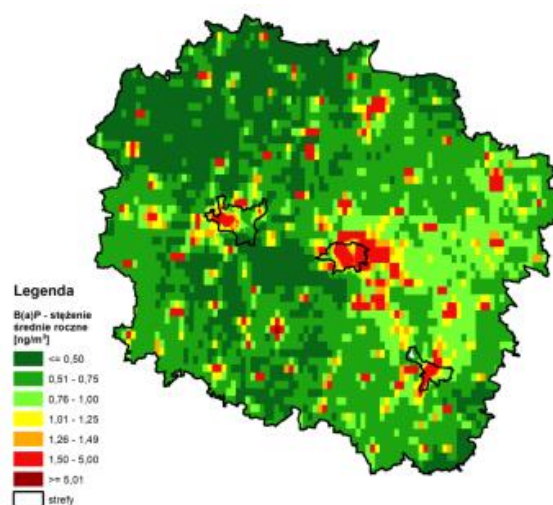 Legenda
B(a)P - stężenie
średnie roczne
[ng/m³]
<= 0,50
0,51 - 0,75
0,76 - 1,00
1,01 - 1,25
1,26 - 1,49
1,50 - 5,00
>= 5,01
strefy